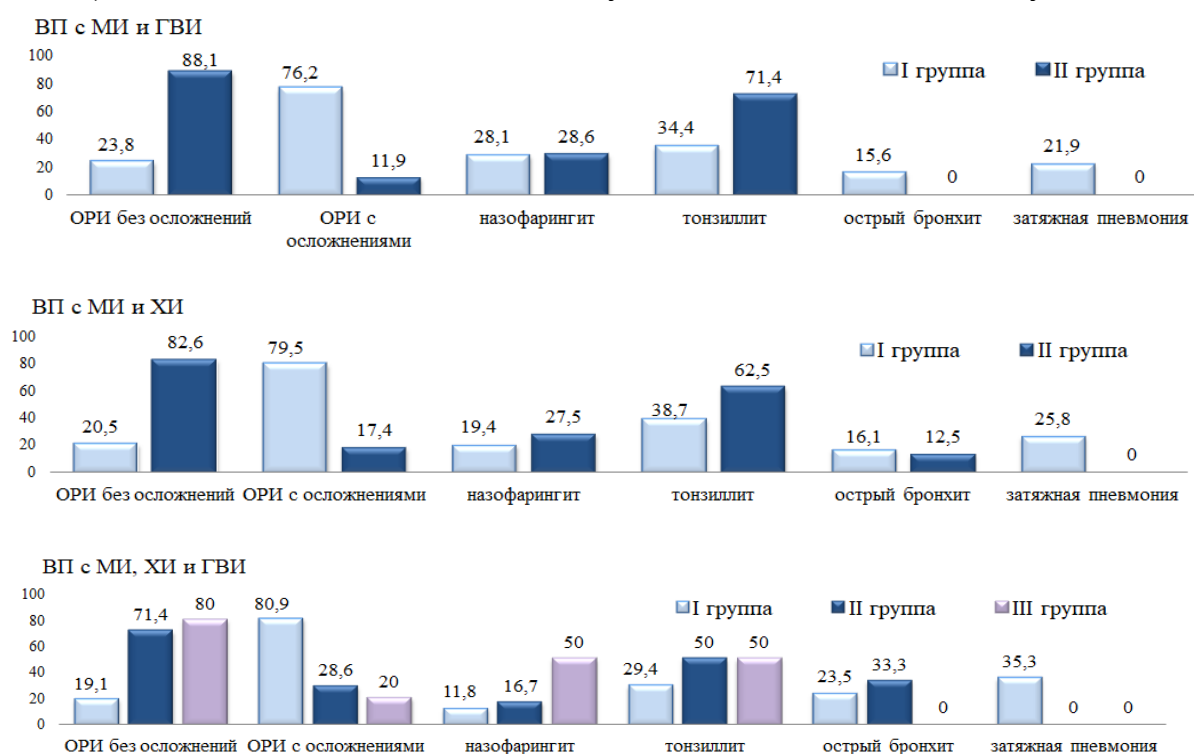 ВП с МИ и ГВИ
100
80
60
40
20
0
I группа II группа
23,8 88,1 76,2 11,9 28,1 28,6 34,4 71,4 15,6 0 21,9 0
ОРИ без осложнений ОРИ с назофарингит тонзиллит острый бронхит затяжная пневмония
осложнениями
ВП с МИ и ХИ
100
80
60
40
20
0
I группа II группа
20,5 82,6 79,5 17,4 19,4 27,5 38,7 62,5 16,1 12,5 25,8 0
ОРИ без осложнений ОРИ с осложнениями назофарингит тонзиллит острый бронхит затяжная пневмония
ВП с МИ, ХИ и ГВИ
100
80
60
40
20
0
I группа II группа III группа
19,1 71,4 80 80,9 28,6 20 11,8 16,7 50 29,4 50 50 23,5 33,3 0 35,3 0 0
ОРИ без осложнений ОРИ с осложнениями назофарингит тонзиллит острый бронхит затяжная пневмония